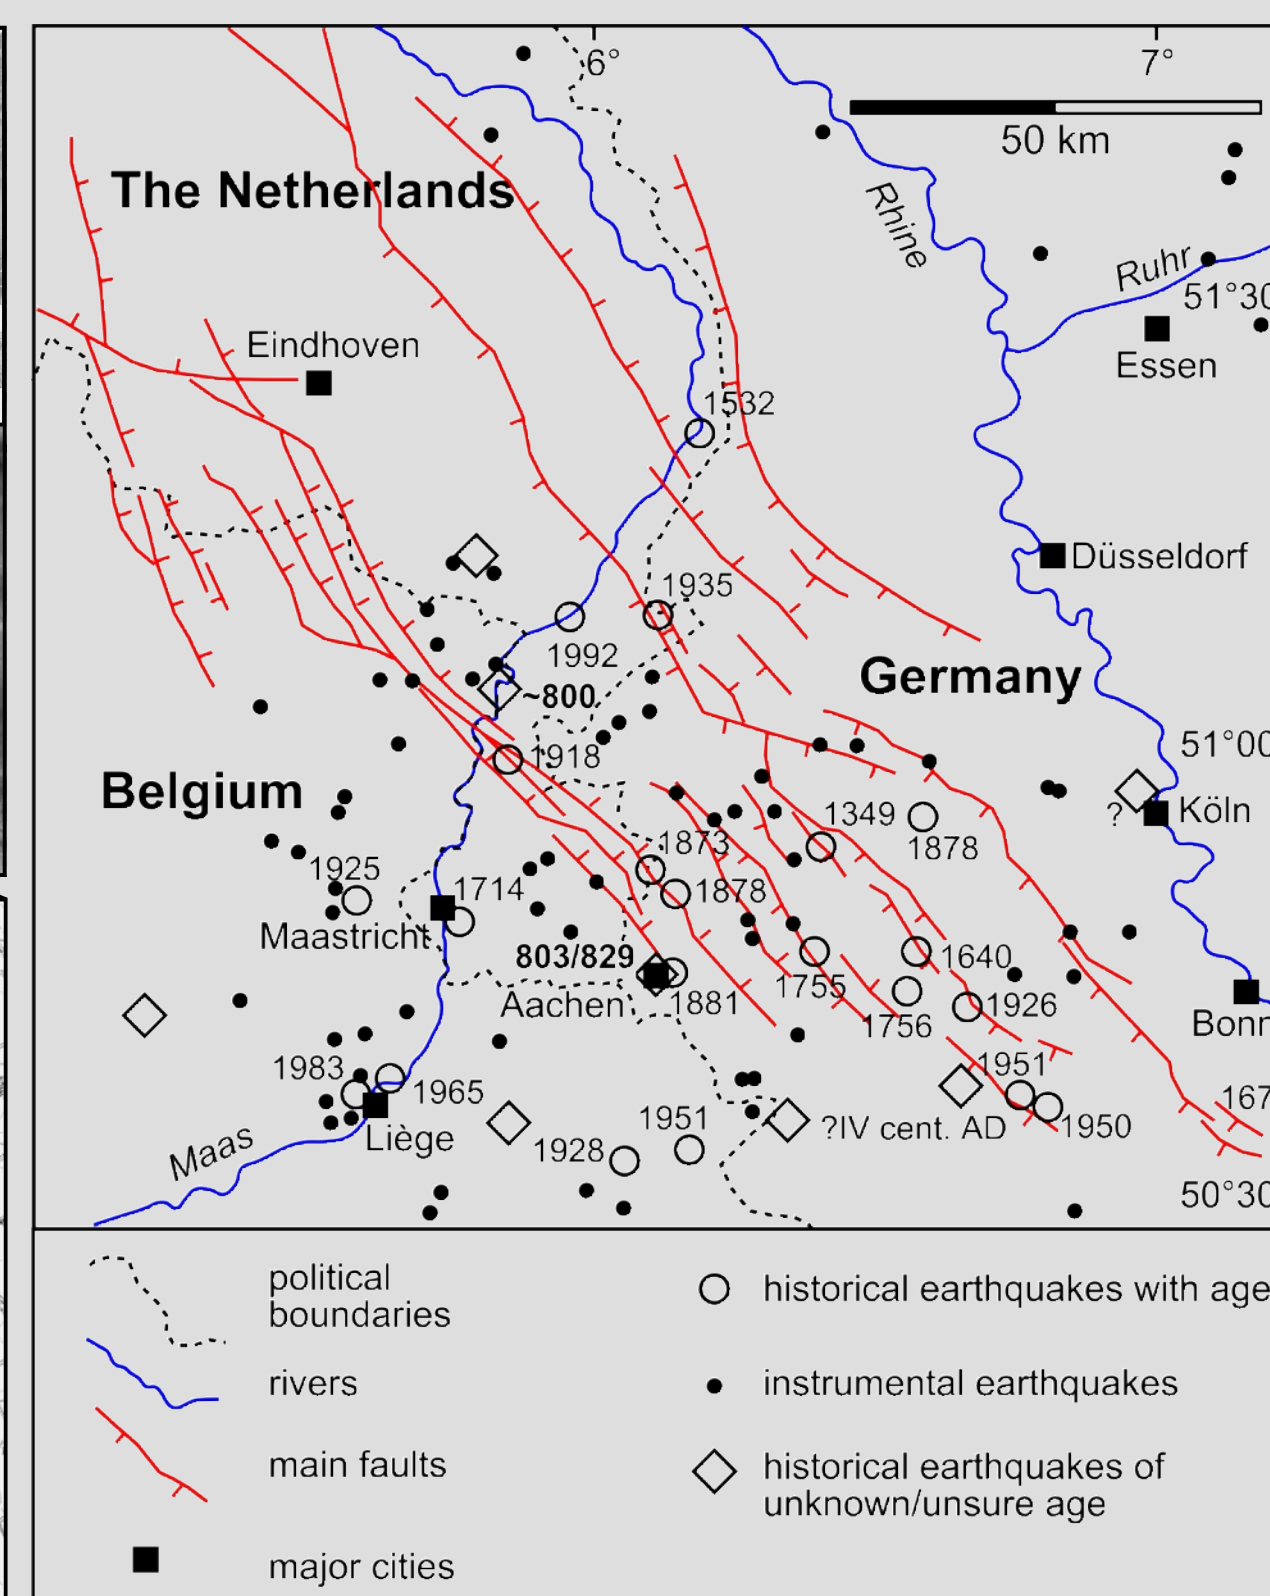 6°
7°
50 km
The Netherlands
Rhine
Ruhr
51°30
Eindhoven
Essen
1532
Düsseldorf
1935
1992
Germany
~800
51°00
1918
Belgium
1349
Köln
?
1873
1878
1925
1878
1714
Maastricht
803/829
1640
1755
Aachen
1881
1926
1756
Bonn
1983
1951
1965
167
1951
?IV cent. AD
1950
Liège
1928
Maas
50°30
political
boundaries
historical earthquakes with age
rivers
instrumental earthquakes
main faults
historical earthquakes of
unknown/unsure age
major cities